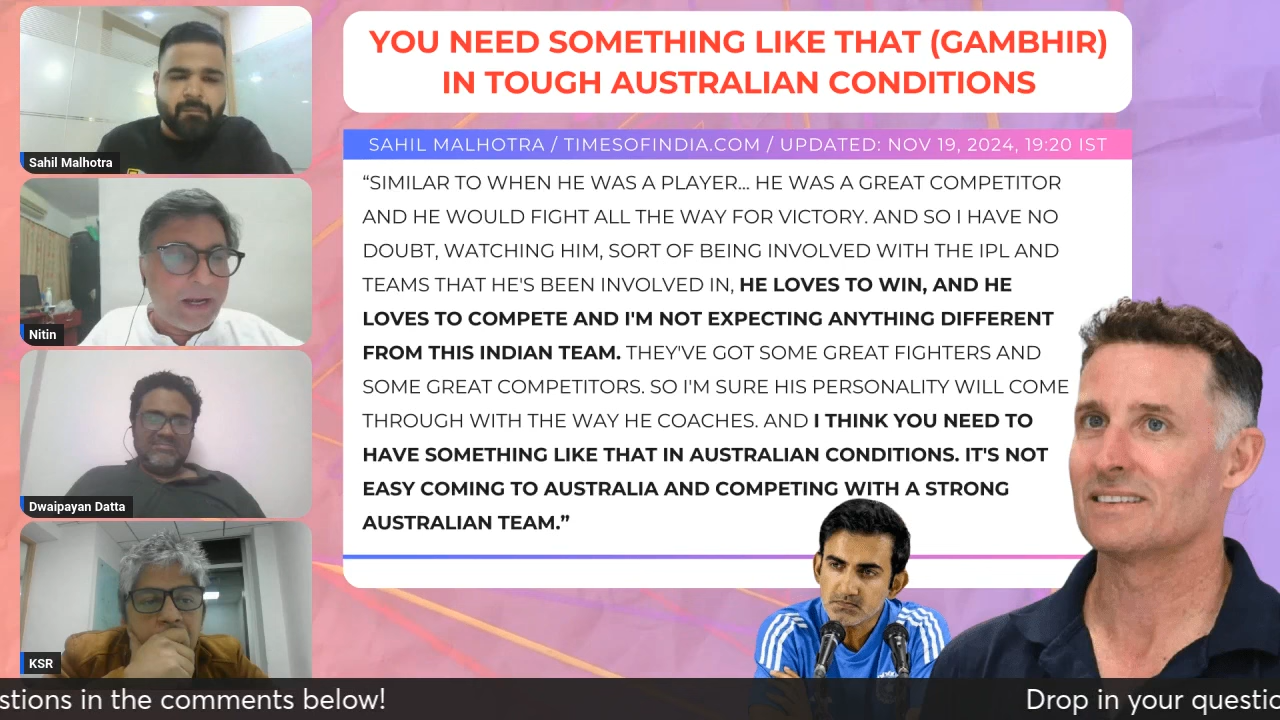 Sahil Malhotra
Nitin
Dwaipayan Datta
KSR
YOU NEED SOMETHING LIKE THAT (GAMBHIR)
IN TOUGH AUSTRALIAN CONDITIONS
SAHIL MALHOTRA / TIMESOFINDIA.COM / UPDATED: NOV 19, 2024, 19:20 IST
“SIMILAR TO WHEN HE WAS A PLAYER... HE WAS A GREAT COMPETITOR
AND HE WOULD FIGHT ALL THE WAY FOR VICTORY. AND SO I HAVE NO
DOUBT, WATCHING HIM, SORT OF BEING INVOLVED WITH THE IPL AND
TEAMS THAT HE'S BEEN INVOLVED IN, HE LOVES TO WIN, AND HE
LOVES TO COMPETE AND I'M NOT EXPECTING ANYTHING DIFFERENT
FROM THIS INDIAN TEAM. THEY'VE GOT SOME GREAT FIGHTERS AND
SOME GREAT COMPETITORS. SO I'M SURE HIS PERSONALITY WILL COME
THROUGH WITH THE WAY HE COACHES. AND I THINK YOU NEED TO
HAVE SOMETHING LIKE THAT IN AUSTRALIAN CONDITIONS. IT'S NOT
EASY COMING TO AUSTRALIA AND COMPETING WITH A STRONG
AUSTRALIAN TEAM.”
stions in the comments below! Drop in your questio